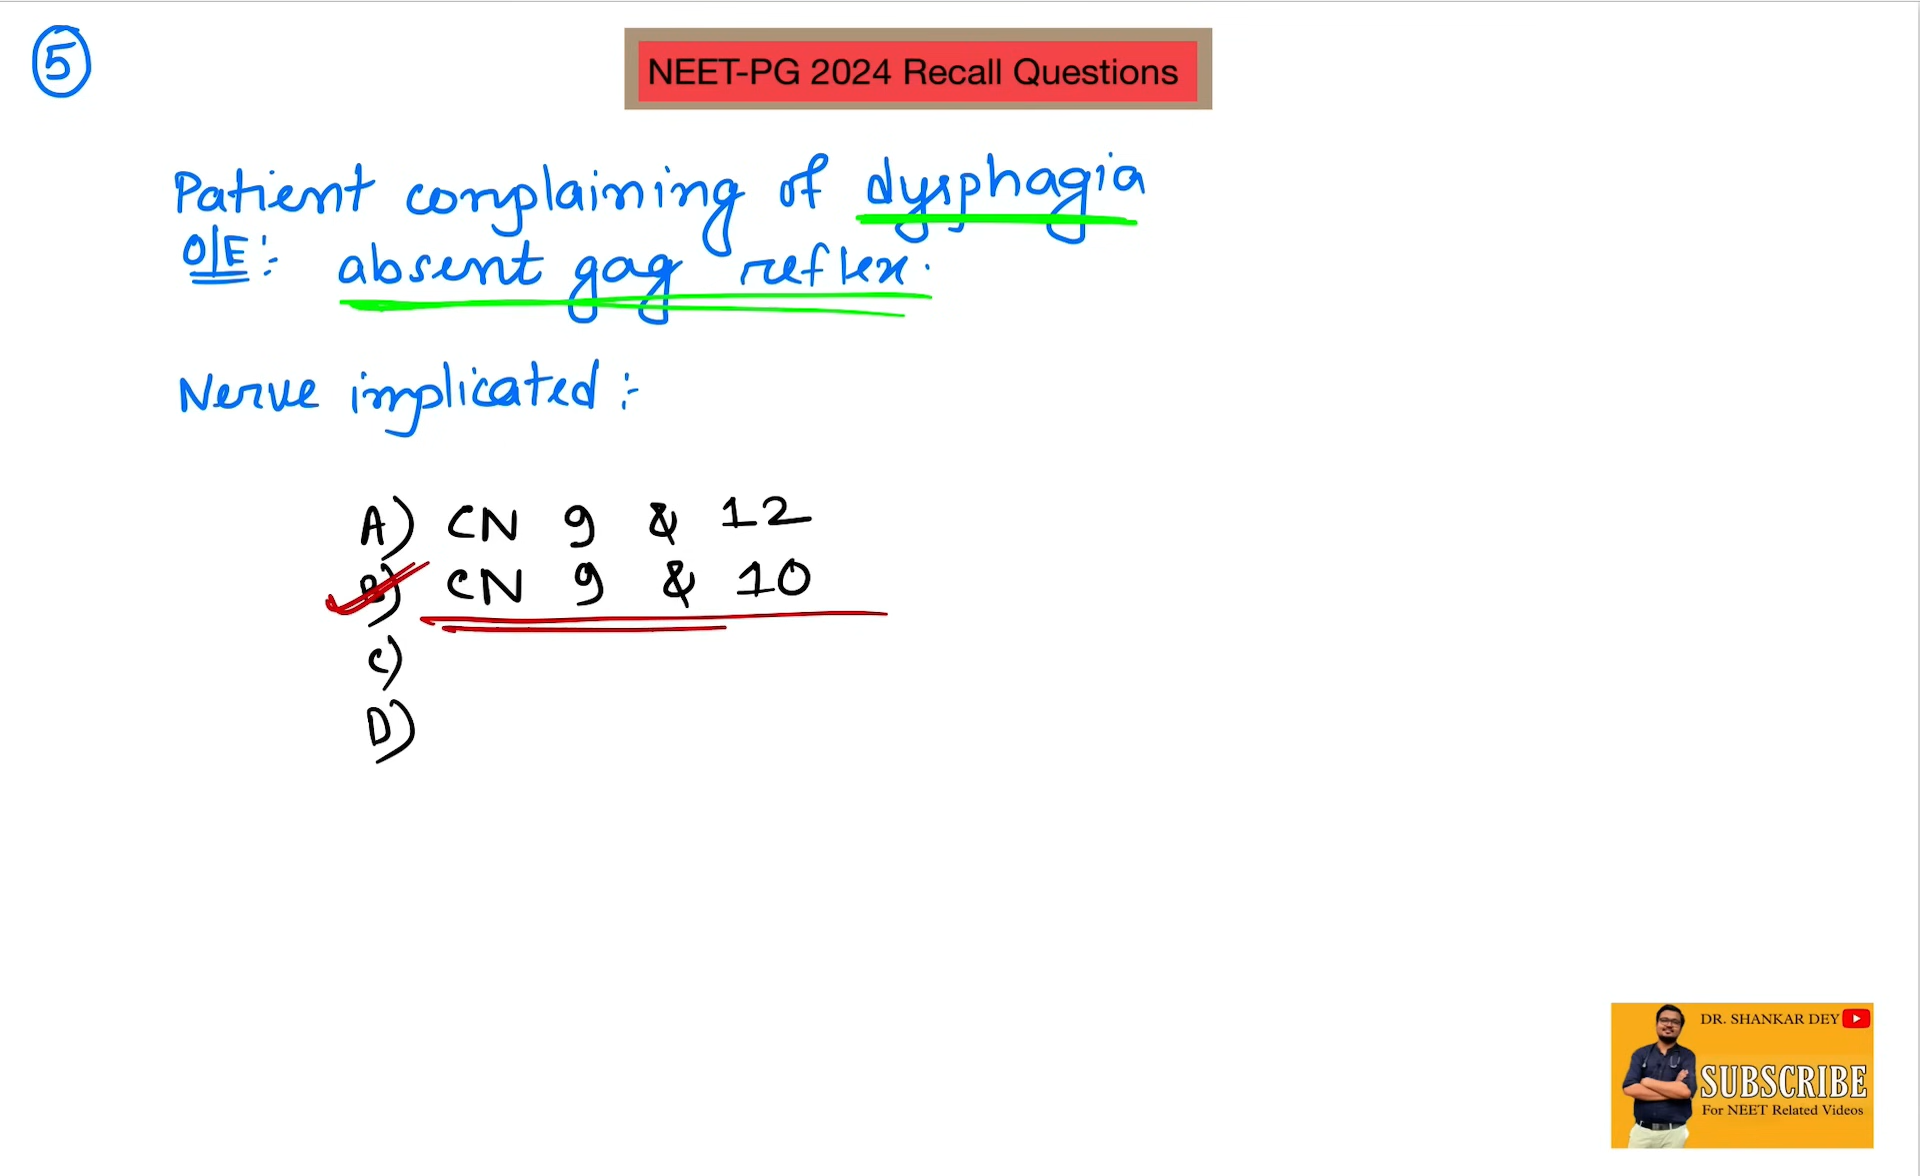 5
NEET-PG 2024 Recall Questions
Patient complaining of dysphagia
O/E:- absent gag reflex.
Nerve implicated :-
A) CN 9 & 12
B) CN 9 & 10
C)
D)
DR. SHANKAR DEY
SUBSCRIBE
For NEET Related Videos